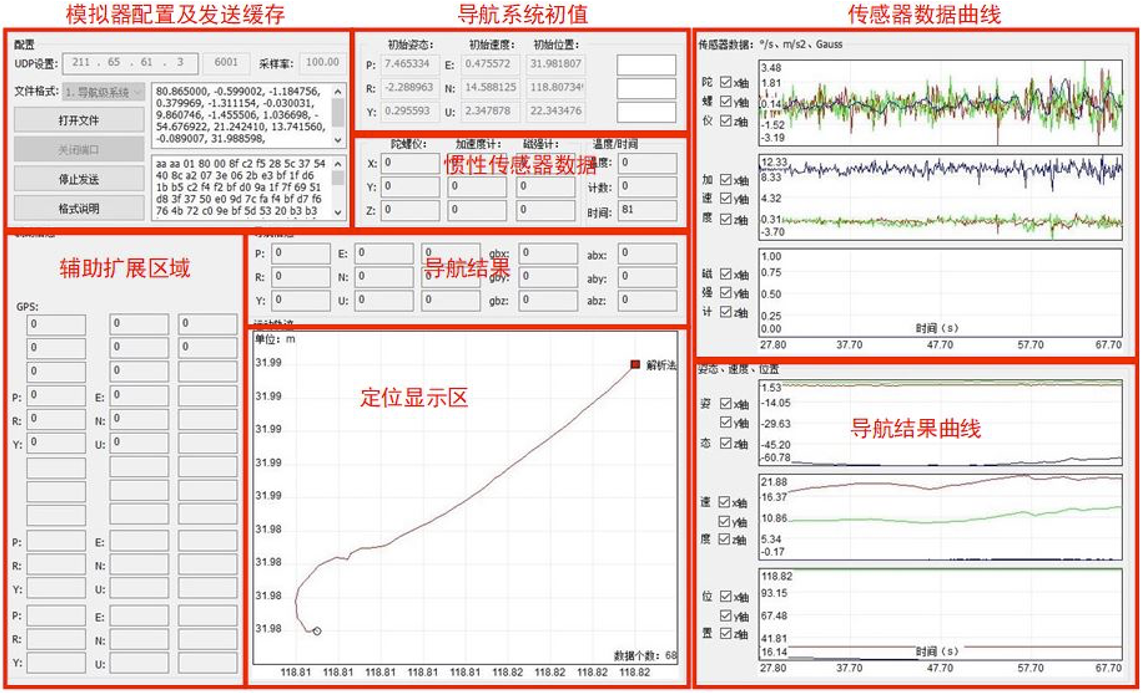 模拟器配置及发送缓存
导航系统初值
传感器数据曲线
配置
UDP设置: 211 . 65 . 61 . 3 6001 采样率: 100.00
文件格式: 1. 导航级系统
打开文件
关闭端口
停止发送
格式说明
80.865000, -0.599002, -1.184756,
0.379969, -1.311154, -0.030031,
9.860746, -1.455506, 1.036698, -
54.676922, 21.242410, 13.741560,
-0.089007, 31.988598,
aa aa 01 80 00 8f c2 f5 28 5c 37 54
40 8c a2 07 3e 06 2b e3 bf 1f d6
1b b5 c2 f4 f2 bf d0 9a 1f 7f 69 51
d8 3f 37 50 e0 9d 7c fa f4 bf d7 f6
76 4b 72 c0 9e bf 5d 53 20 b3 b3
初始姿态: 初始速度: 初始位置:
P: 7.465334 E: 0.475572 31.981807
R: -2.288963 N: 14.588125 118.80734
Y: 0.295593 U: 2.347878 22.343476
陀螺仪: 加速度计: 磁强计: 温度/时间
惯性传感器数据
X: 0 温度: 0
Y: 0 0 0 计数: 0
Z: 0 0 0 时间: 81
导航结果
P: 0 E: 0 0 gbx: 0 abx: 0
R: 0 N: 0 0 gby: 0 aby: 0
Y: 0 U: 0 0 gbz: 0 abz: 0
辅助扩展区域
GPS:
0 0 0
0 0 0
0 0
P: 0 E: 0
R: 0 N: 0
Y: 0 U: 0
P: E:
R: N:
Y: U:
P: E:
R: N:
Y: U:
单位: m
定位显示区
解析法
31.99
31.99
31.99
31.99
31.99
31.98
31.98
31.98
31.98
数据个数: 68
118.81 118.81 118.81 118.81 118.82 118.82 118.82 118.82 118.82
传感器数据: °/s、m/s2、Gauss
陀 x轴
螺 y轴
仪 z轴
3.48
1.81
0.14
-1.52
-3.19
加 x轴
速 y轴
度 z轴
12.33
8.33
4.32
0.31
-3.70
磁 x轴
强 y轴
计 z轴
1.00
0.75
0.50
0.25
0.00
时间 (s)
27.80 37.70 47.70 57.70 67.70
姿态、速度、位置
导航结果曲线
姿 x轴
y轴
态 z轴
1.53
-14.05
-29.63
-45.20
-60.78
速 x轴
y轴
度 z轴
21.88
16.37
10.86
5.34
-0.17
位 x轴
y轴
置 z轴
118.82
93.15
67.48
41.81
16.14
时间 (s)
27.80 37.70 47.70 57.70 67.70